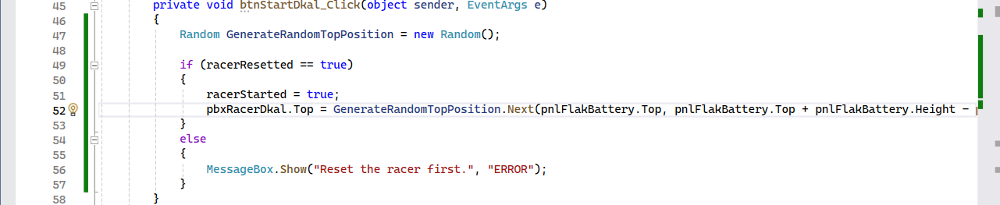 45 private void btnStartDkal_Click(object sender, EventArgs e)
46 {
47 Random GenerateRandomTopPosition = new Random();
48
49 if (racerResetted == true)
50 {
51 racerStarted = true;
52 pbxRacerDkal.Top = GenerateRandomTopPosition.Next(pnlFlakBattery.Top, pnlFlakBattery.Top + pnlFlakBattery.Height -
53 }
54 else
55 {
56 MessageBox.Show("Reset the racer first.", "ERROR");
57 }
58 }